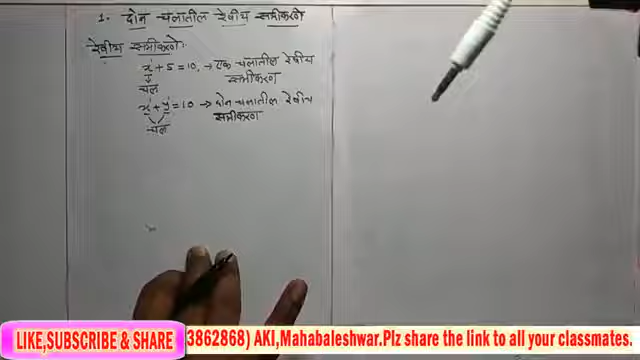 1. दोन चलातील रेषीय समीकरणे
रेषीय समीकरणे :
x + 5 = 10, → एक चलातील रेषीय
समीकरण
चल
x + y = 10 → दोन चलातील रेषीय
समीकरण
चल
LIKE,SUBSCRIBE & SHARE
3862868) AKI,Mahabaleshwar.Plz share the link to all your classmates.